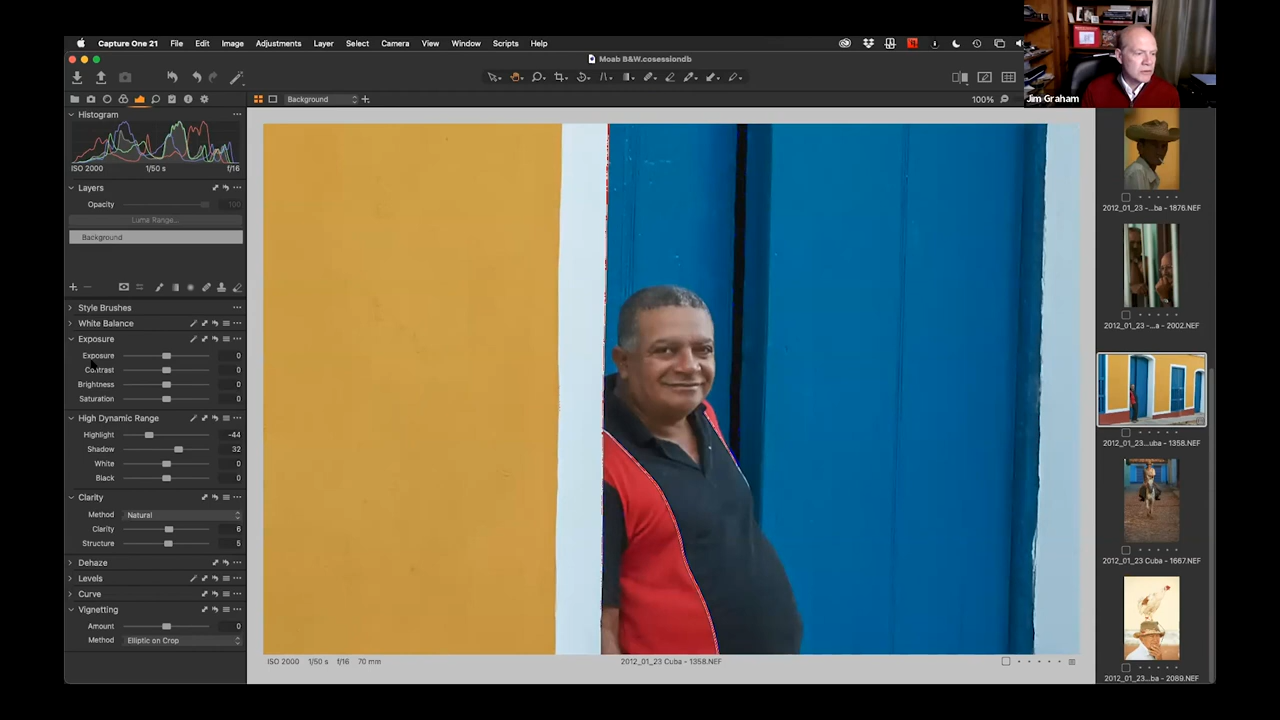 Capture One 21 File Edit Image Adjustments Layer Select Camera View Window Scripts Help
Moab B&W.cosessiondb
Jim Graham
Background
100%
Histogram
ISO 2000 1/50 s f/16
Layers
Opacity 100
Luma Range...
Background
Style Brushes
White Balance
Exposure
Exposure 0
Contrast 0
Brightness 0
Saturation 0
High Dynamic Range
Highlight -44
Shadow 32
White 0
Black 0
Clarity
Method Natural
Clarity 6
Structure 5
Dehaze
Levels
Curve
Vignetting
Amount 0
Method Elliptic on Crop
ISO 2000 1/50 s f/16 70 mm
2012_01_23 Cuba - 1358.NEF
2012_01_23 -...ba - 1876.NEF
2012_01_23 -...a - 2002.NEF
2012_01_23...uba - 1358.NEF
2012_01_23 Cuba - 1667.NEF
2012_01_23...ba - 2089.NEF